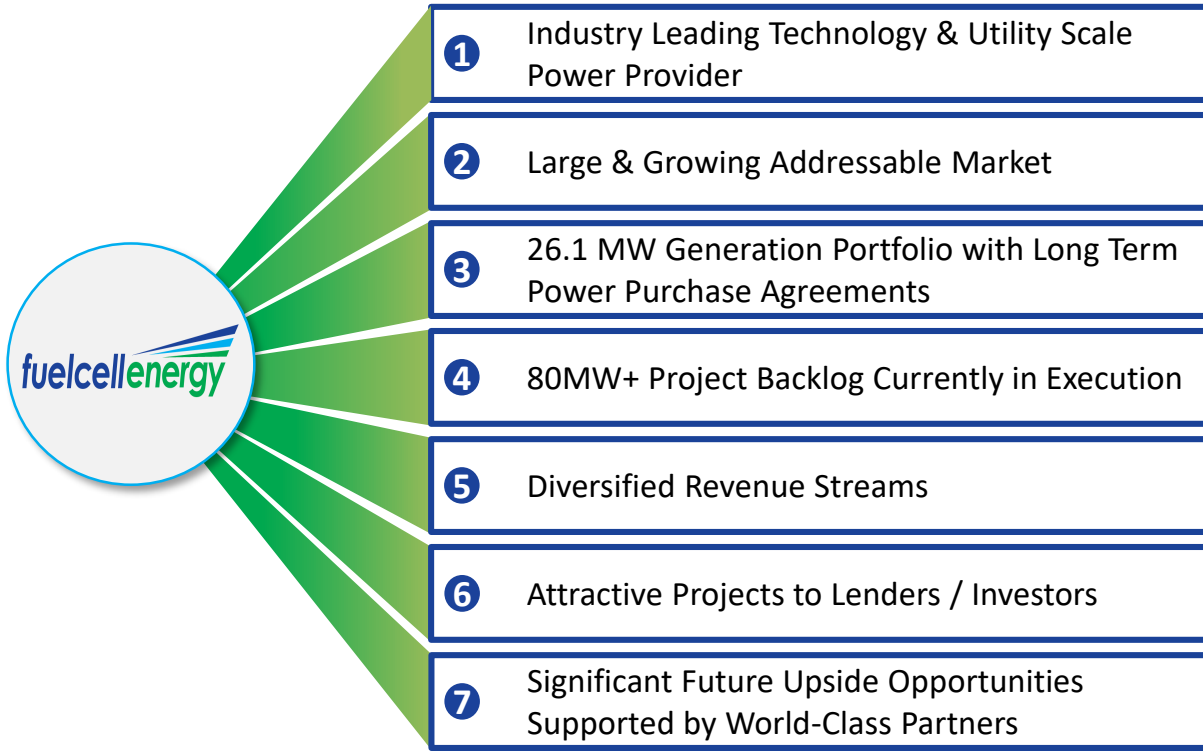 fuelcellenergy
1
Industry Leading Technology & Utility Scale
Power Provider
2
Large & Growing Addressable Market
3
26.1 MW Generation Portfolio with Long Term
Power Purchase Agreements
4
80MW+ Project Backlog Currently in Execution
5
Diversified Revenue Streams
6
Attractive Projects to Lenders / Investors
7
Significant Future Upside Opportunities
Supported by World-Class Partners